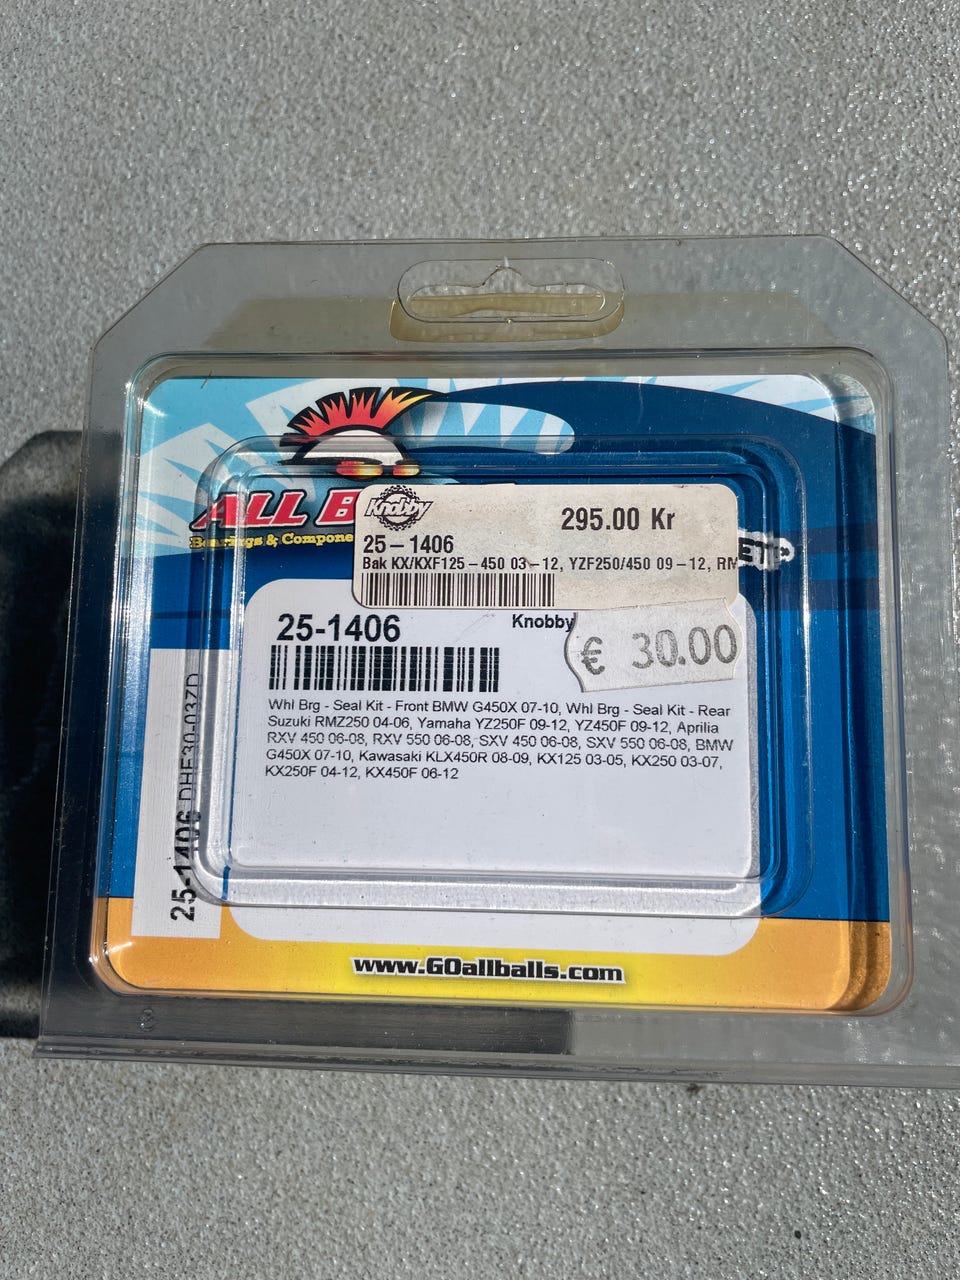 ALL B
Bearings & Compone
Knobby
295.00 Kr
25-1406
Bak KX/KXF125-450 03-12, YZF250/450 09-12, RM
25-1406
Knobby
€ 30.00
Whl Brg - Seal Kit - Front BMW G450X 07-10, Whl Brg - Seal Kit - Rear
Suzuki RMZ250 04-06, Yamaha YZ250F 09-12, YZ450F 09-12, Aprilia
RXV 450 06-08, RXV 550 06-08, SXV 450 06-08, SXV 550 06-08, BMW
G450X 07-10, Kawasaki KLX450R 08-09, KX125 03-05, KX250 03-07,
KX250F 04-12, KX450F 06-12
25-1406 DHF30-03ZD
www.GOallballs.com